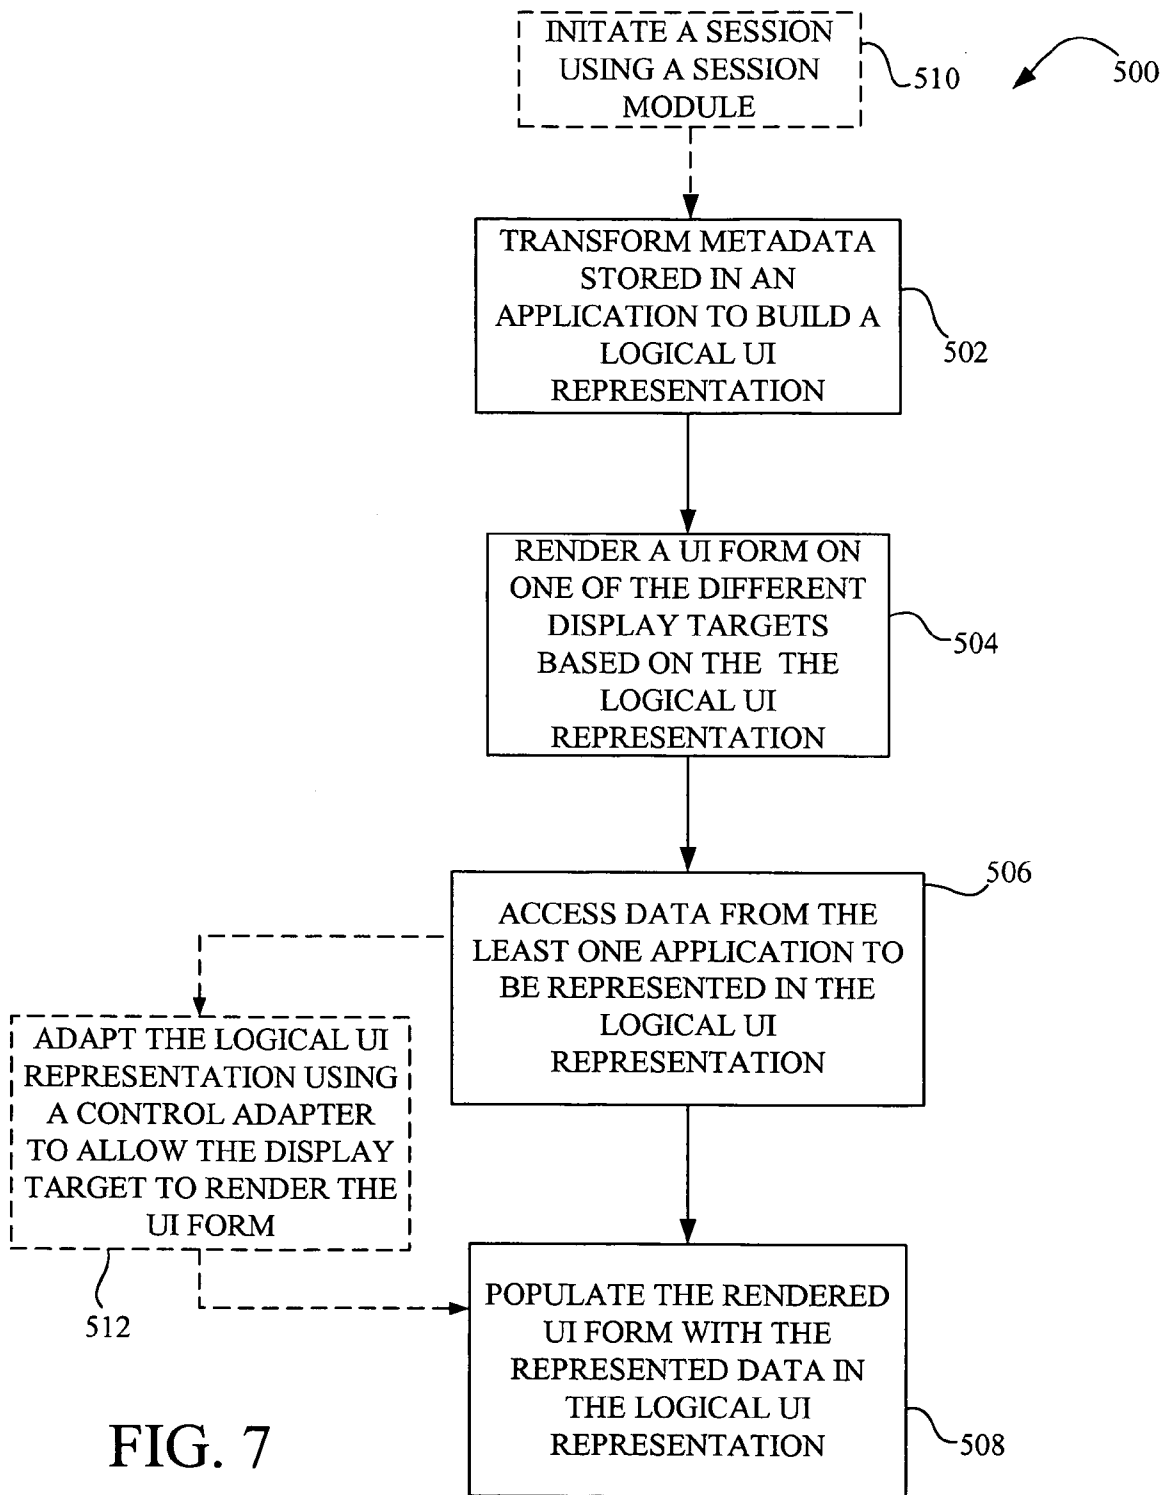 INITATE A SESSION
USING A SESSION
MODULE
510
500
TRANSFORM METADATA
STORED IN AN
APPLICATION TO BUILD A
LOGICAL UI
REPRESENTATION
502
RENDER A UI FORM ON
ONE OF THE DIFFERENT
DISPLAY TARGETS
BASED ON THE THE
LOGICAL UI
REPRESENTATION
504
506
ACCESS DATA FROM THE
LEAST ONE APPLICATION TO
BE REPRESENTED IN THE
LOGICAL UI
REPRESENTATION
ADAPT THE LOGICAL UI
REPRESENTATION USING
A CONTROL ADAPTER
TO ALLOW THE DISPLAY
TARGET TO RENDER THE
UI FORM
512
POPULATE THE RENDERED
UI FORM WITH THE
REPRESENTED DATA IN
THE LOGICAL UI
REPRESENTATION
508
FIG. 7